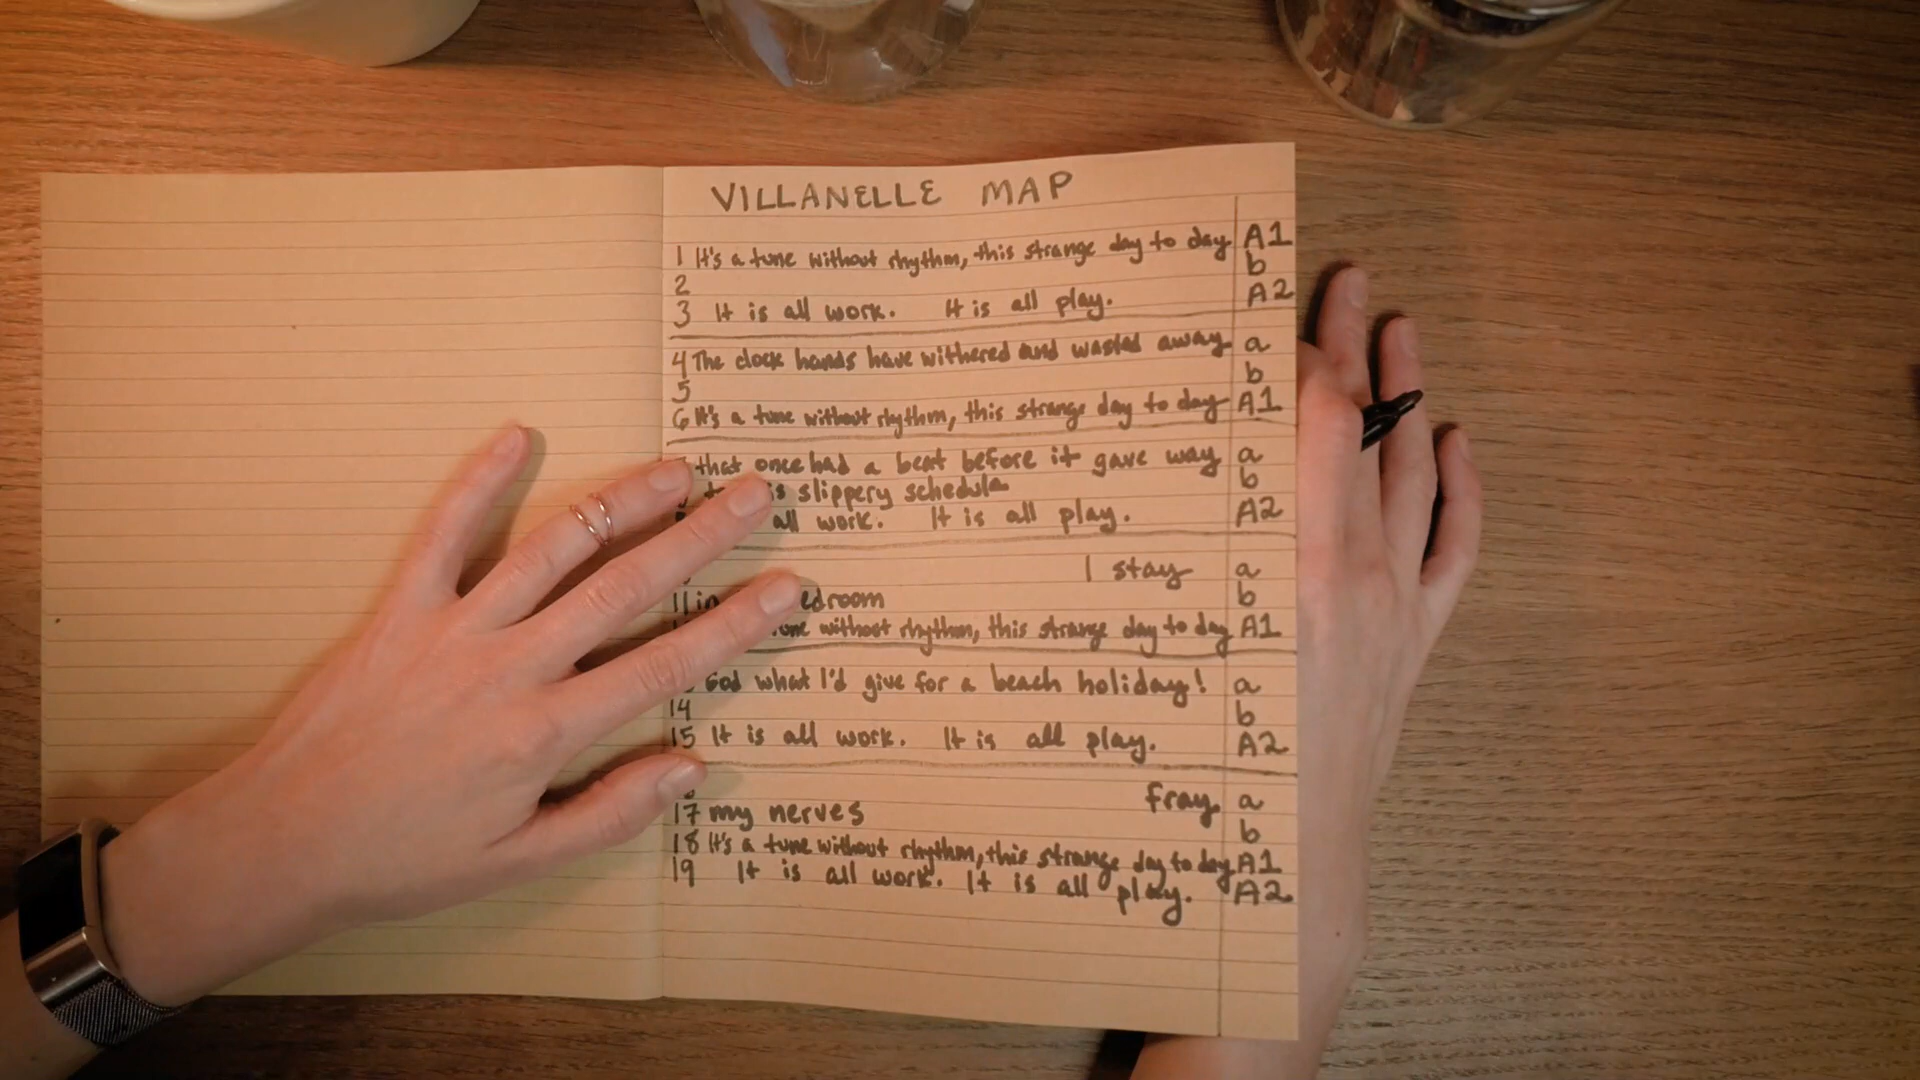 VILLANELLE MAP
1 It's a tune without rhythm, this strange day to day A1
2 b
3 It is all work. It is all play. A2
4 The clock hands have withered and wasted away a
5 b
6 It's a tune without rhythm, this strange day to day A1
that once had a beat before it gave way a
slippery schedule b
all work. It is all play. A2
I stay a
11 in b
without rhythm, this strange day to day A1
God what I'd give for a beach holiday! a
14 b
15 It is all work. It is all play. A2
fray a
17 my nerves b
18 It's a tune without rhythm, this strange day to day A1
19 It is all work. It is all play. A2